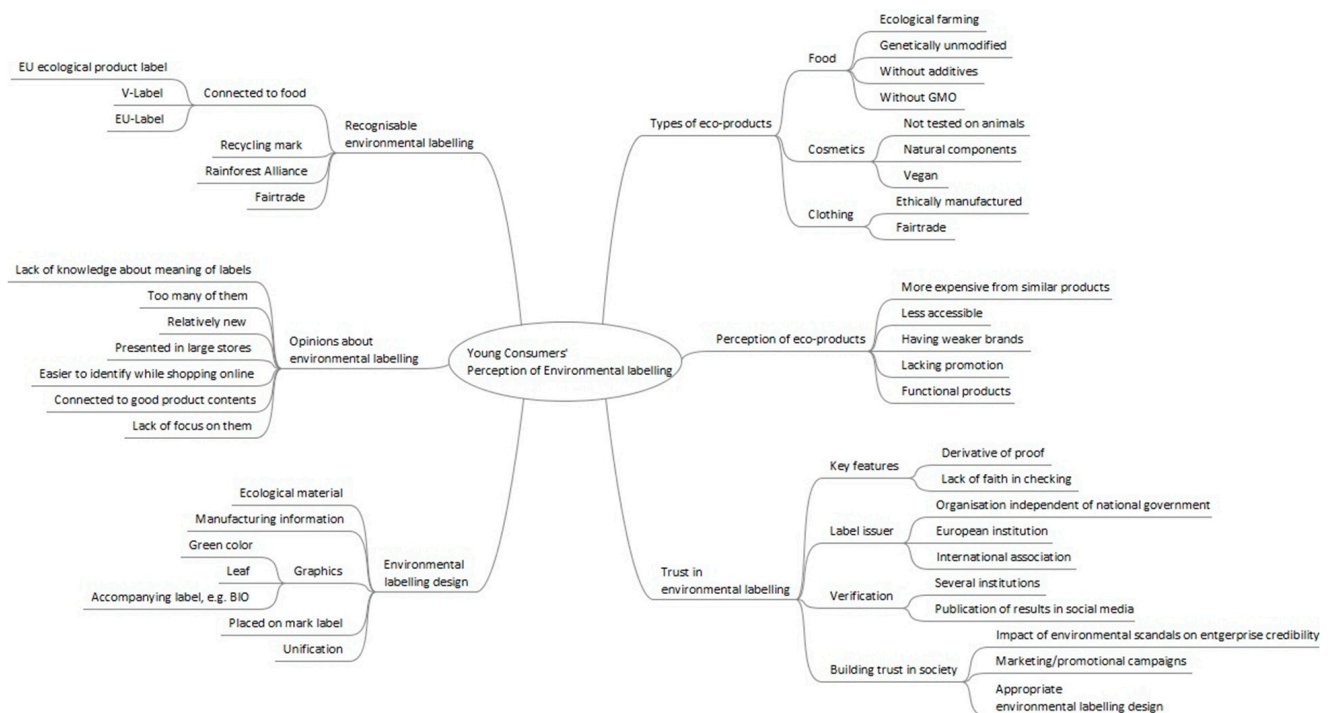 Young Consumers'
Perception of Environmental labelling
Recognisable
environmental labelling
Connected to food
EU ecological product label
V-Label
EU-Label
Recycling mark
Rainforest Alliance
Fairtrade
Opinions about
environmental labelling
Lack of knowledge about meaning of labels
Too many of them
Relatively new
Presented in large stores
Easier to identify while shopping online
Connected to good product contents
Lack of focus on them
Environmental
labelling design
Ecological material
Manufacturing information
Graphics
Green color
Leaf
Accompanying label, e.g. BIO
Placed on mark label
Unification
Types of eco-products
Food
Ecological farming
Genetically unmodified
Without additives
Without GMO
Cosmetics
Not tested on animals
Natural components
Vegan
Clothing
Ethically manufactured
Fairtrade
Perception of eco-products
More expensive from similar products
Less accessible
Having weaker brands
Lacking promotion
Functional products
Trust in
environmental labelling
Key features
Derivative of proof
Lack of faith in checking
Label issuer
Organisation independent of national government
European institution
International association
Verification
Several institutions
Publication of results in social media
Building trust in society
Impact of environmental scandals on entgerprise credibility
Marketing/promotional campaigns
Appropriate
environmental labelling design